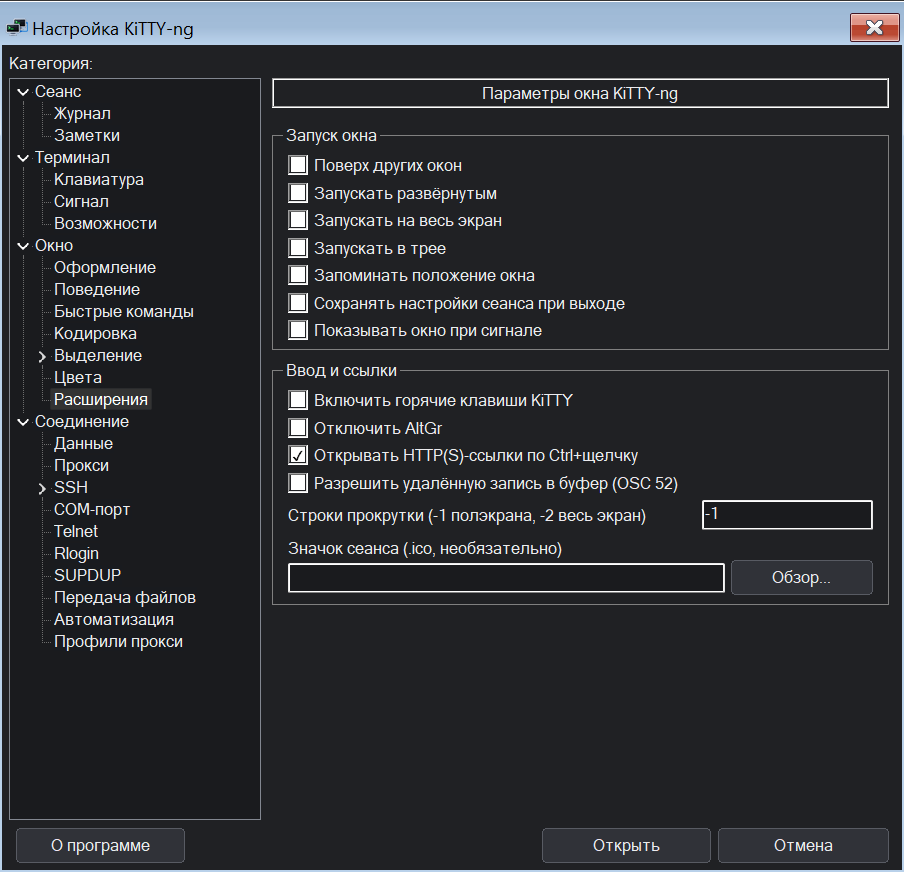 Настройка KiTTY-ng
Категория:
Сеанс
Журнал
Заметки
Терминал
Клавиатура
Сигнал
Возможности
Окно
Оформление
Поведение
Быстрые команды
Кодировка
Выделение
Цвета
Расширения
Соединение
Данные
Прокси
SSH
COM-порт
Telnet
Rlogin
SUPDUP
Передача файлов
Автоматизация
Профили прокси
Параметры окна KiTTY-ng
Запуск окна
Поверх других окон
Запускать развёрнутым
Запускать на весь экран
Запускать в трее
Запоминать положение окна
Сохранять настройки сеанса при выходе
Показывать окно при сигнале
Ввод и ссылки
Включить горячие клавиши KiTTY
Отключить AltGr
Открывать HTTP(S)-ссылки по Ctrl+щелчку
Разрешить удалённую запись в буфер (OSC 52)
Строки прокрутки (-1 полэкрана, -2 весь экран) -1
Значок сеанса (.ico, необязательно)
Обзор...
О программе Открыть Отмена